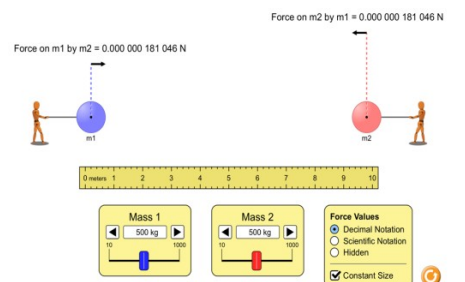 Force on m2 by m1 = 0.000 000 181 046 N
Force on m1 by m2 = 0.000 000 181 046 N
m1
m2
0 meters 1 2 3 4 5 6 7 8 9 10
Mass 1
500 kg
10 1000
Mass 2
500 kg
10 1000
Force Values
Decimal Notation
Scientific Notation
Hidden
Constant Size